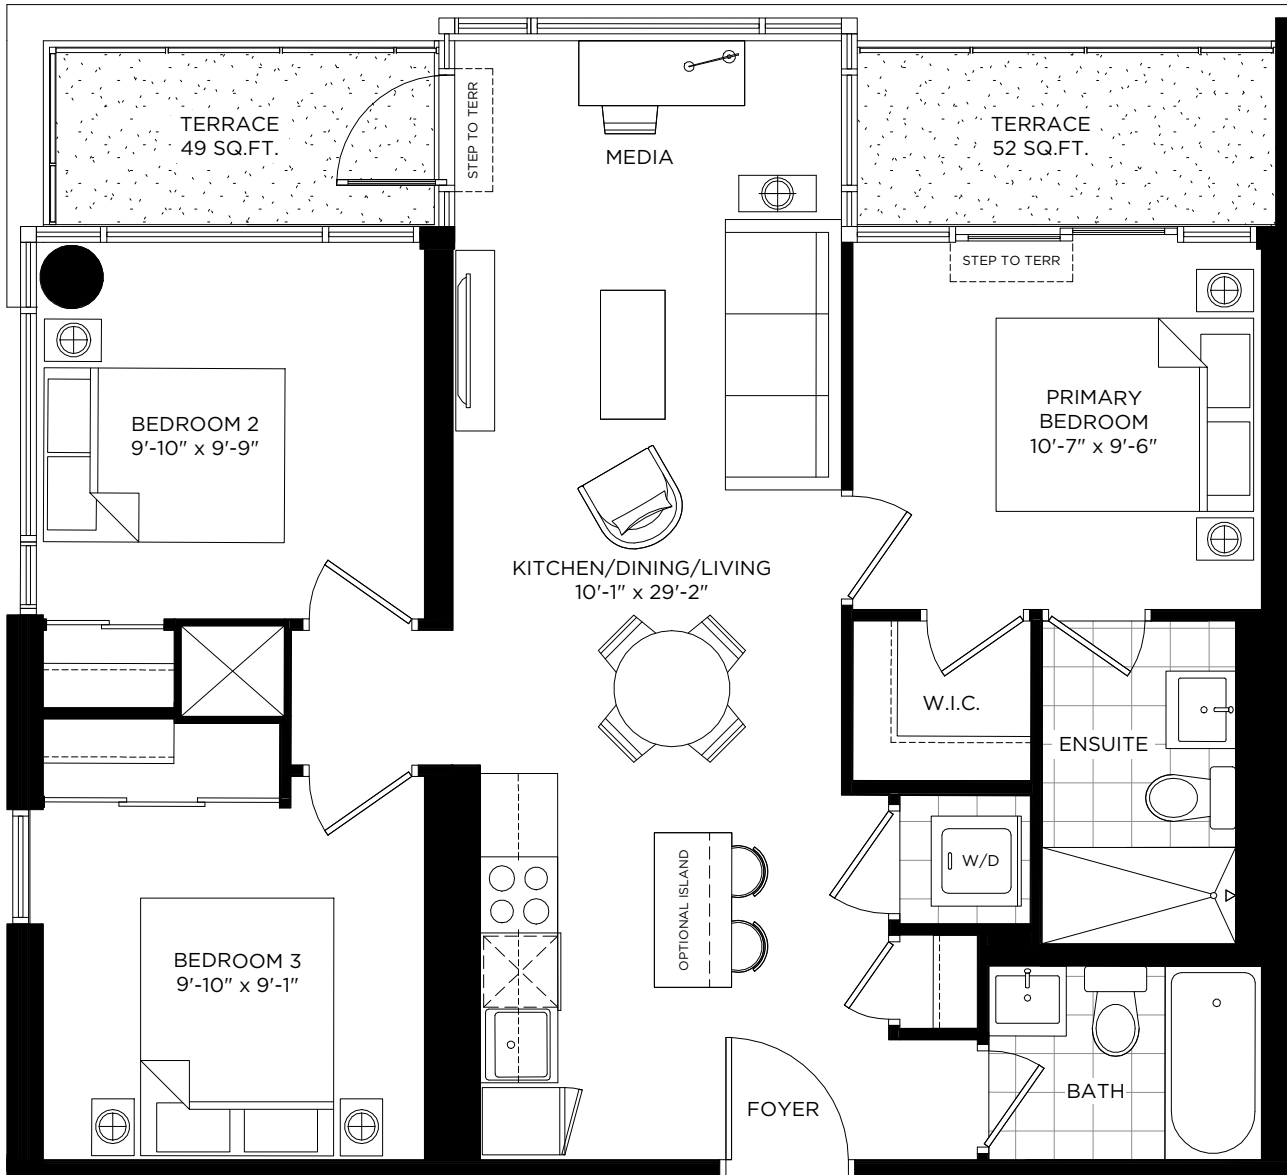 TERRACE
49 SQ.FT.
STEP TO TERR
MEDIA
TERRACE
52 SQ.FT.
STEP TO TERR
BEDROOM 2
9'-10" x 9'-9"
PRIMARY
BEDROOM
10'-7" x 9'-6"
KITCHEN/DINING/LIVING
10'-1" x 29'-2"
W.I.C.
ENSUITE
W/D
OPTIONAL ISLAND
BEDROOM 3
9'-10" x 9'-1"
FOYER
BATH